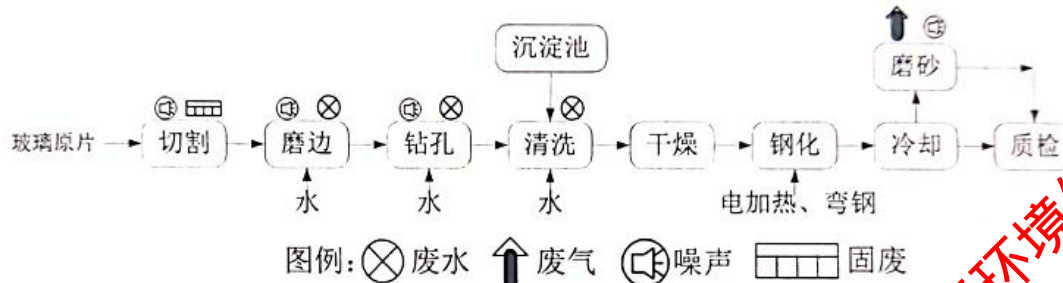 沉淀池
磨砂
玻璃原片
切割
磨边
钻孔
清洗
干燥
钢化
冷却
质检
水
水
水
电加热、弯钢
图例:
废水
废气
噪声
固废
环境